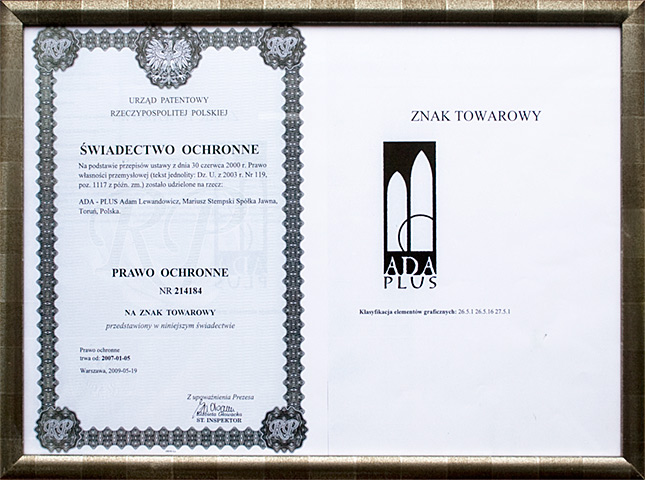 URZĄD PATENTOWY
RZECZYPOSPOLITEJ POLSKIEJ
ŚWIADECTWO OCHRONNE
Na podstawie przepisów ustawy z dnia 30 czerwca 2000 r. Prawo
własności przemysłowej (tekst jednolity: Dz. U. z 2003 r. Nr 119,
poz. 1117 z późn. zm.) zostało udzielone na rzecz:
ADA - PLUS Adam Lewandowicz, Mariusz Stempski Spółka Jawna,
Toruń, Polska.
PRAWO OCHRONNE
NR 214184
NA ZNAK TOWAROWY
przedstawiony w niniejszym świadectwie
Prawo ochronne
trwa od: 2007-01-05
Warszawa, 2009-05-19
Z upoważnienia Prezesa
Elżbieta Głowacka
ST. INSPEKTOR
ZNAK TOWAROWY
ADA
PLUS
Klasyfikacja elementów graficznych: 26.5.1 26.5.16 27.5.1